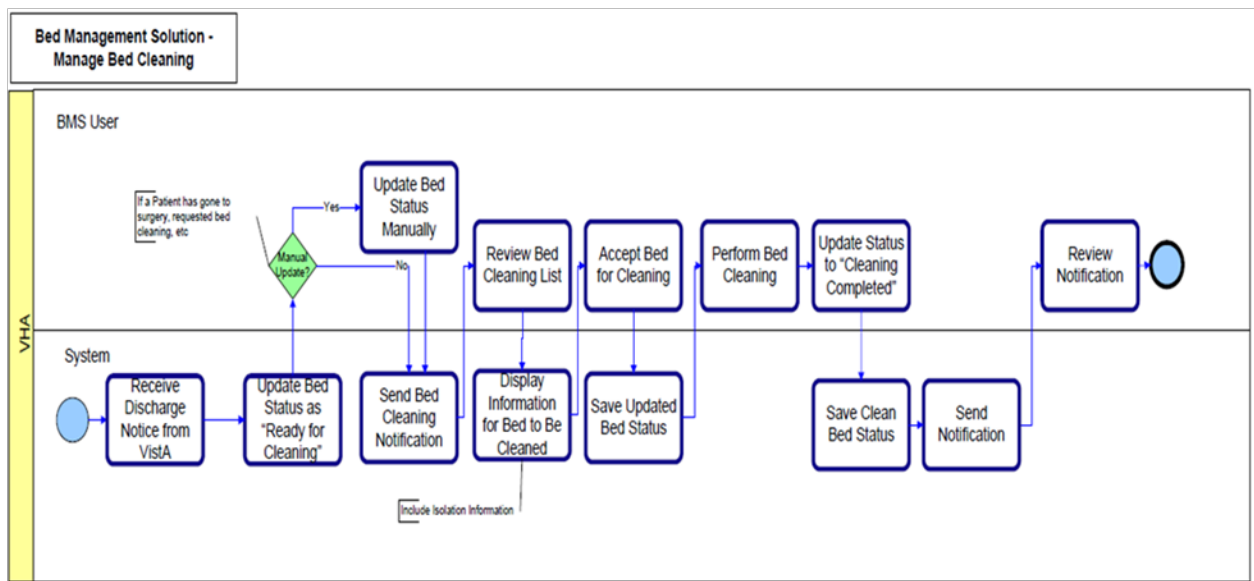 Bed Management Solution -
Manage Bed Cleaning
VHA
BMS User
If a Patient has gone to
surgery, requested bed
cleaning, etc
Manual
Update?
Yes
No
Update Bed
Status
Manually
Review Bed
Cleaning List
Accept Bed
for Cleaning
Perform Bed
Cleaning
Update Status
to "Cleaning
Completed"
Review
Notification
System
Receive
Discharge
Notice from
VistA
Update Bed
Status as
"Ready for
Cleaning"
Send Bed
Cleaning
Notification
Display
Information
for Bed to Be
Cleaned
Save Updated
Bed Status
Save Clean
Bed Status
Send
Notification
Include Isolation Information